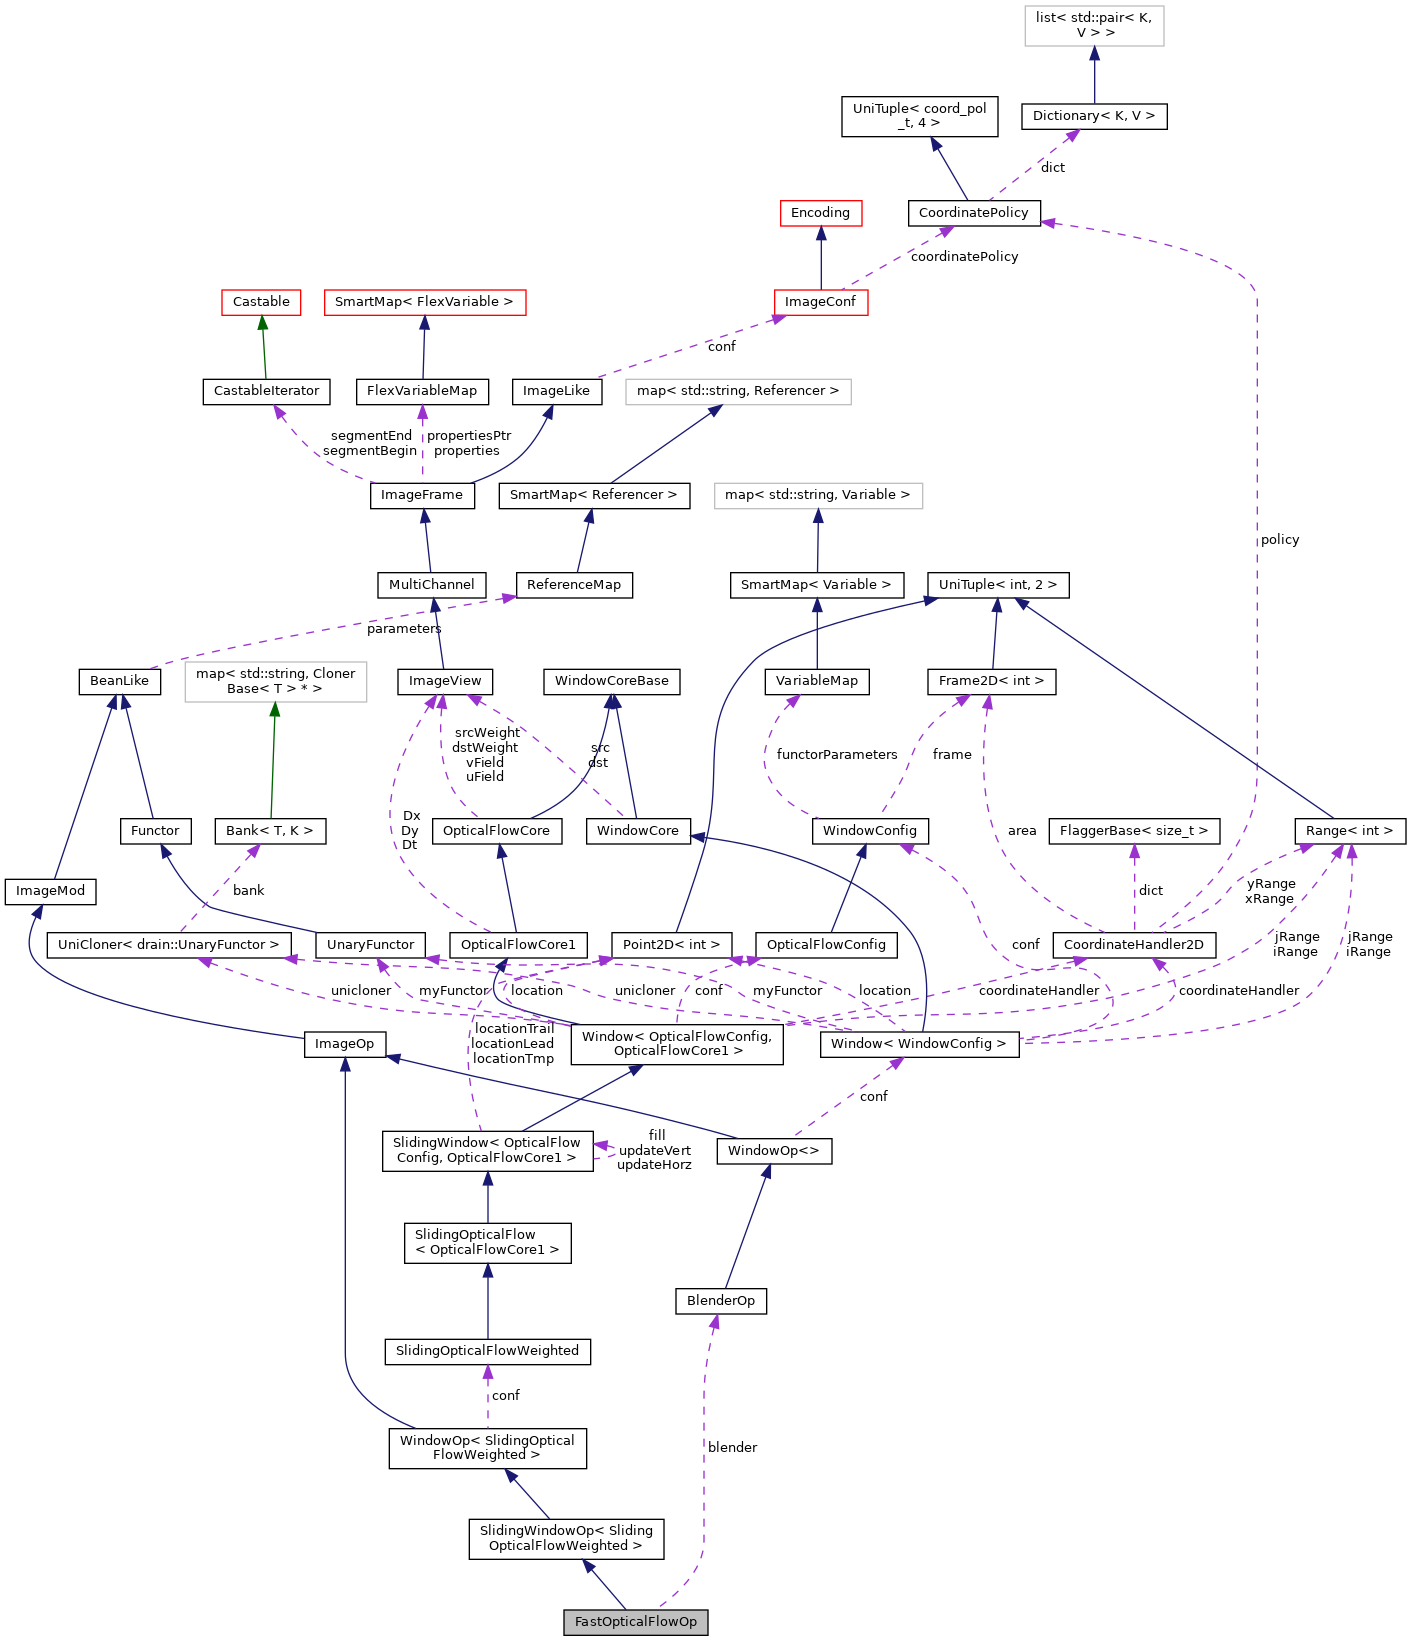 list< std::pair< K,
V > >
UniTuple< coord_pol
_t, 4 >
Dictionary< K, V >
dict
Encoding
CoordinatePolicy
coordinatePolicy
Castable
SmartMap< FlexVariable >
ImageConf
conf
CastableIterator
FlexVariableMap
ImageLike
map< std::string, Referencer >
segmentEnd
segmentBegin
propertiesPtr
properties
ImageFrame
SmartMap< Referencer >
map< std::string, Variable >
policy
MultiChannel
ReferenceMap
SmartMap< Variable >
UniTuple< int, 2 >
parameters
BeanLike
map< std::string, Cloner
Base< T > * >
ImageView
WindowCoreBase
VariableMap
Frame2D< int >
srcWeight
dstWeight
vField
uField
src
dst
functorParameters
frame
Dx
Dy
Dt
Functor
Bank< T, K >
OpticalFlowCore
WindowCore
WindowConfig
area
FlaggerBase< size_t >
Range< int >
ImageMod
bank
dict
yRange
xRange
UniCloner< drain::UnaryFunctor >
UnaryFunctor
OpticalFlowCore1
Point2D< int >
OpticalFlowConfig
conf
CoordinateHandler2D
jRange
iRange
jRange
iRange
unicloner
myFunctor
location
unicloner
conf
myFunctor
location
coordinateHandler
coordinateHandler
ImageOp
locationTrail
locationLead
locationTmp
Window< OpticalFlowConfig,
OpticalFlowCore1 >
Window< WindowConfig >
conf
SlidingWindow< OpticalFlow
Config, OpticalFlowCore1 >
fill
updateVert
updateHorz
WindowOp<>
SlidingOpticalFlow
< OpticalFlowCore1 >
BlenderOp
SlidingOpticalFlowWeighted
conf
WindowOp< SlidingOptical
FlowWeighted >
blender
SlidingWindowOp< Sliding
OpticalFlowWeighted >
FastOpticalFlowOp